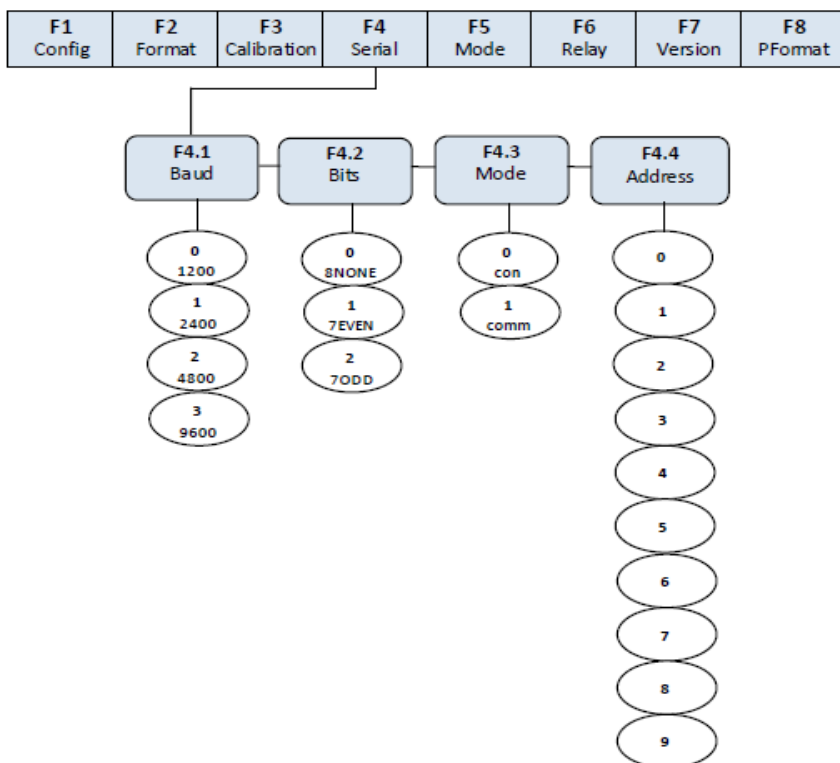 F1 F2 F3 F4 F5 F6 F7 F8
Config Format Calibration Serial Mode Relay Version PFormat
F4.1 F4.2 F4.3 F4.4
Baud Bits Mode Address
0
1200
1
2400
2
4800
3
9600
0
8NONE
1
7EVEN
2
7ODD
0
con
1
comm
0
1
2
3
4
5
6
7
8
9